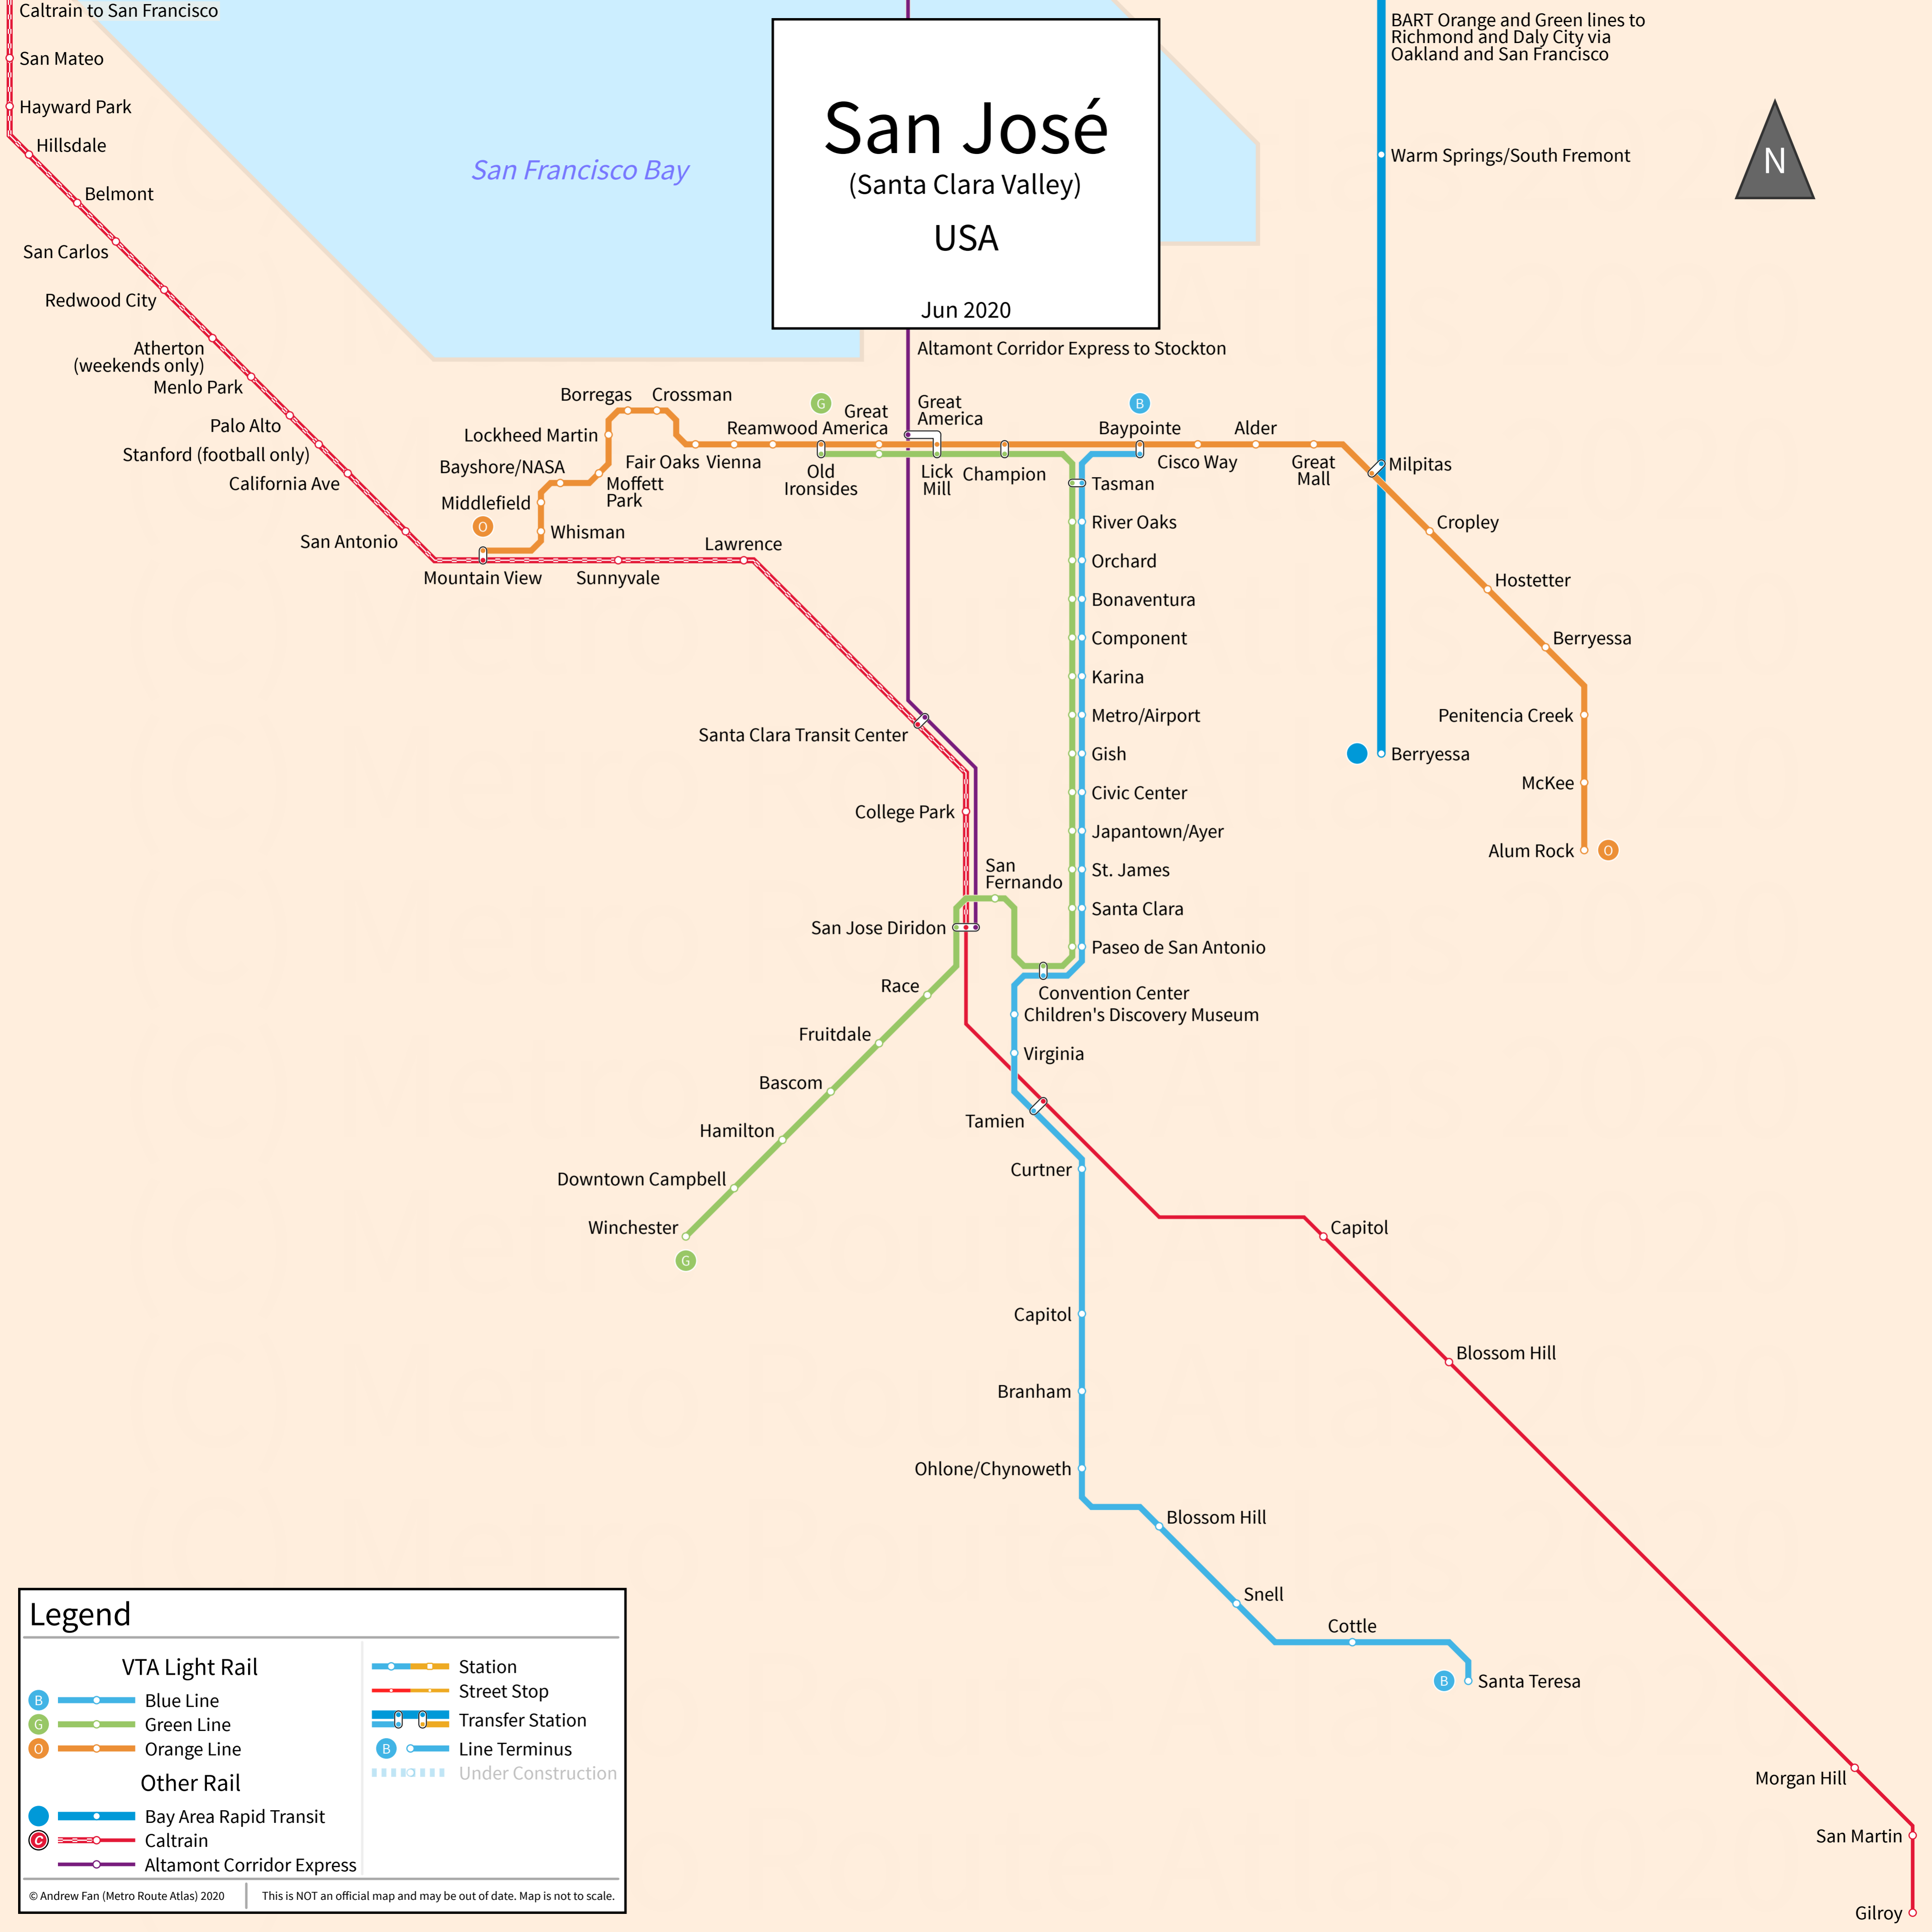 Caltrain to San Francisco
San Mateo
Hayward Park
Hillsdale
Belmont
San Carlos
Redwood City
Atherton
(weekends only)
Menlo Park
Palo Alto
Stanford (football only)
California Ave
San Antonio
San Francisco Bay
San José
(Santa Clara Valley)
USA
Jun 2020
BART Orange and Green lines to
Richmond and Daly City via
Oakland and San Francisco
Warm Springs/South Fremont
N
Altamont Corridor Express to Stockton
Borregas
Crossman
Lockheed Martin
Bayshore/NASA
Middlefield
O
Moffett
Park
Whisman
Mountain View
Sunnyvale
Lawrence
Fair Oaks
Vienna
Reamwood
G
Great
America
Old
Ironsides
Great
America
Lick
Mill
Champion
B
Baypointe
Cisco Way
Alder
Great
Mall
Milpitas
Cropley
Hostetter
Berryessa
Penitencia Creek
McKee
Alum Rock
O
Berryessa
Tasman
River Oaks
Orchard
Bonaventura
Component
Karina
Metro/Airport
Gish
Civic Center
Japantown/Ayer
St. James
Santa Clara
Paseo de San Antonio
Santa Clara Transit Center
College Park
San
Fernando
San Jose Diridon
Race
Fruitdale
Bascom
Hamilton
Downtown Campbell
Winchester
G
Convention Center
Children's Discovery Museum
Virginia
Tamien
Curtner
Capitol
Branham
Ohlone/Chynoweth
Blossom Hill
Snell
Cottle
B
Santa Teresa
Capitol
Blossom Hill
Morgan Hill
San Martin
Gilroy
Legend
VTA Light Rail
B Blue Line
G Green Line
O Orange Line
Other Rail
Bay Area Rapid Transit
C Caltrain
Altamont Corridor Express
Station
Street Stop
Transfer Station
B Line Terminus
Under Construction
© Andrew Fan (Metro Route Atlas) 2020
This is NOT an official map and may be out of date. Map is not to scale.